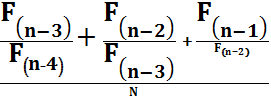 F(n−3) + F(n−2) + F(n−1)
F(n-4) F(n−3) F(n−2)
N